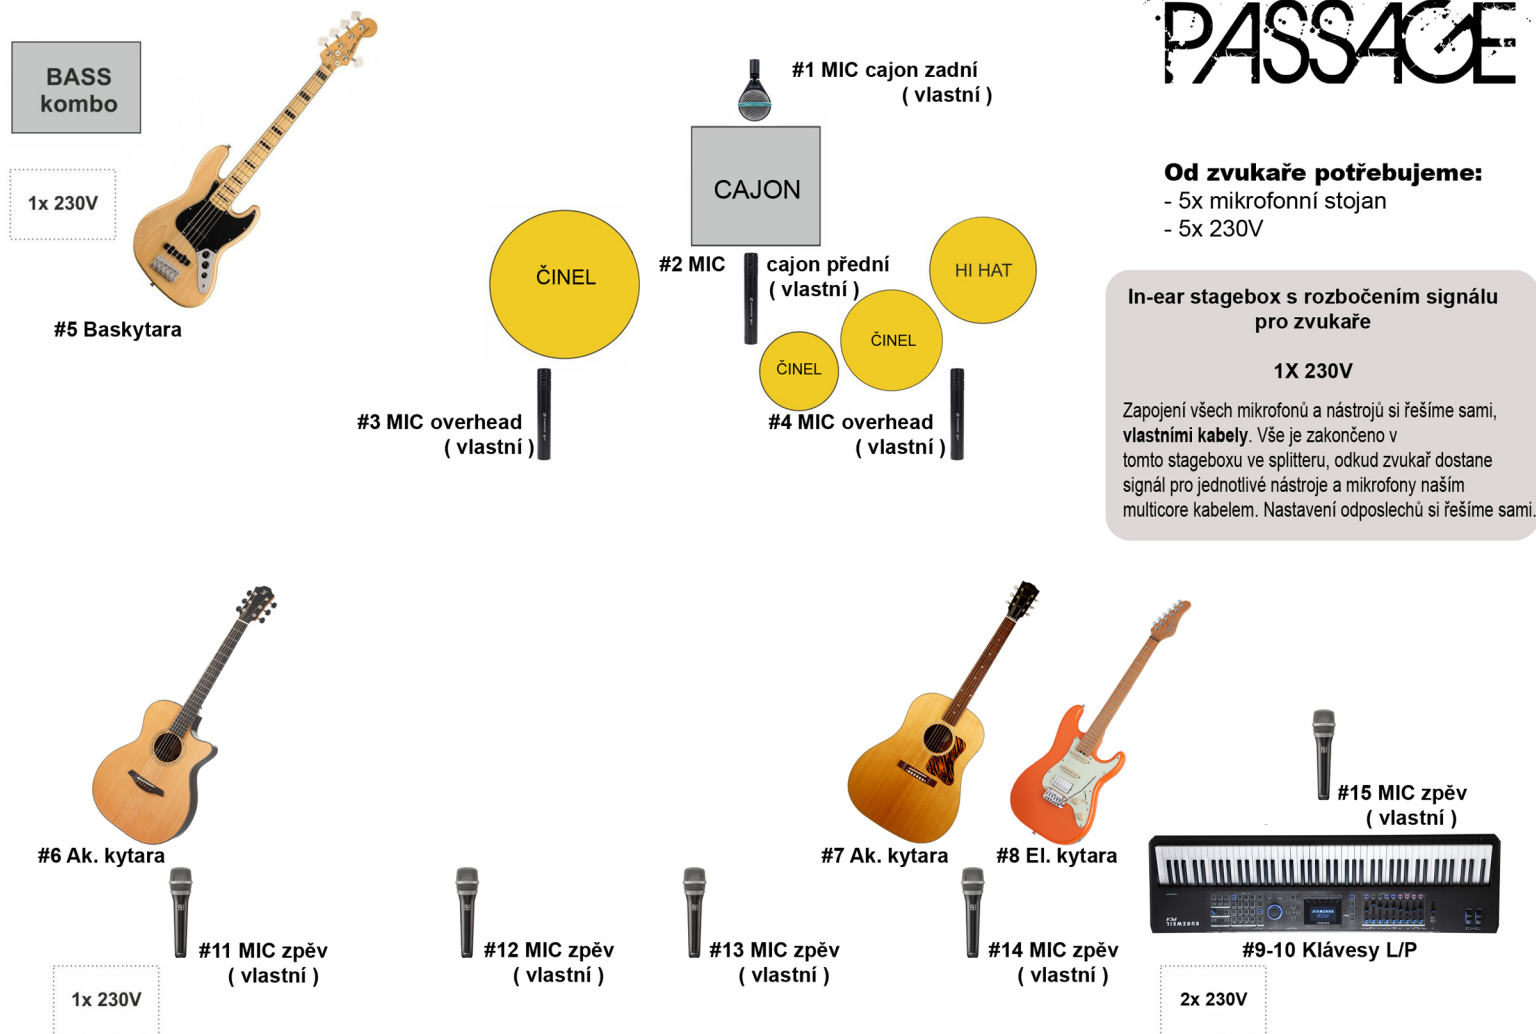 PASSAGE
BASS
kombo
1x 230V
#5 Baskytara
#1 MIC cajon zadní
( vlastní )
CAJON
#2 MIC cajon přední
( vlastní )
ČINEL
HI HAT
ČINEL
ČINEL
#3 MIC overhead
( vlastní )
#4 MIC overhead
( vlastní )
Od zvukaře potřebujeme:
- 5x mikrofonní stojan
- 5x 230V
In-ear stagebox s rozbočením signálu
pro zvukaře
1X 230V
Zapojení všech mikrofonů a nástrojů si řešíme sami,
vlastními kabely. Vše je zakončeno v
tomto stageboxu ve splitteru, odkud zvukař dostane
signál pro jednotlivé nástroje a mikrofony naším
multicore kabelem. Nastavení odposlechů si řešíme sami.
#6 Ak. kytara
#7 Ak. kytara
#8 El. kytara
#15 MIC zpěv
( vlastní )
KURZWEIL
PC4
#9-10 Klávesy L/P
#11 MIC zpěv
( vlastní )
#12 MIC zpěv
( vlastní )
#13 MIC zpěv
( vlastní )
#14 MIC zpěv
( vlastní )
1x 230V
2x 230V